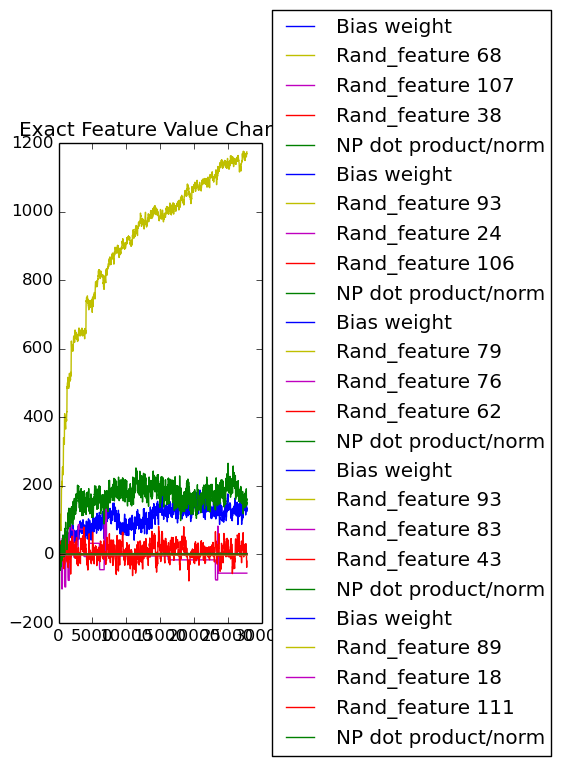 Exact Feature Value Chan
1200
1000
800
600
400
200
0
−200
0 5000 10000 15000 20000 25000 3000
Bias weight
Rand_feature 68
Rand_feature 107
Rand_feature 38
NP dot product/norm
Bias weight
Rand_feature 93
Rand_feature 24
Rand_feature 106
NP dot product/norm
Bias weight
Rand_feature 79
Rand_feature 76
Rand_feature 62
NP dot product/norm
Bias weight
Rand_feature 93
Rand_feature 83
Rand_feature 43
NP dot product/norm
Bias weight
Rand_feature 89
Rand_feature 18
Rand_feature 111
NP dot product/norm